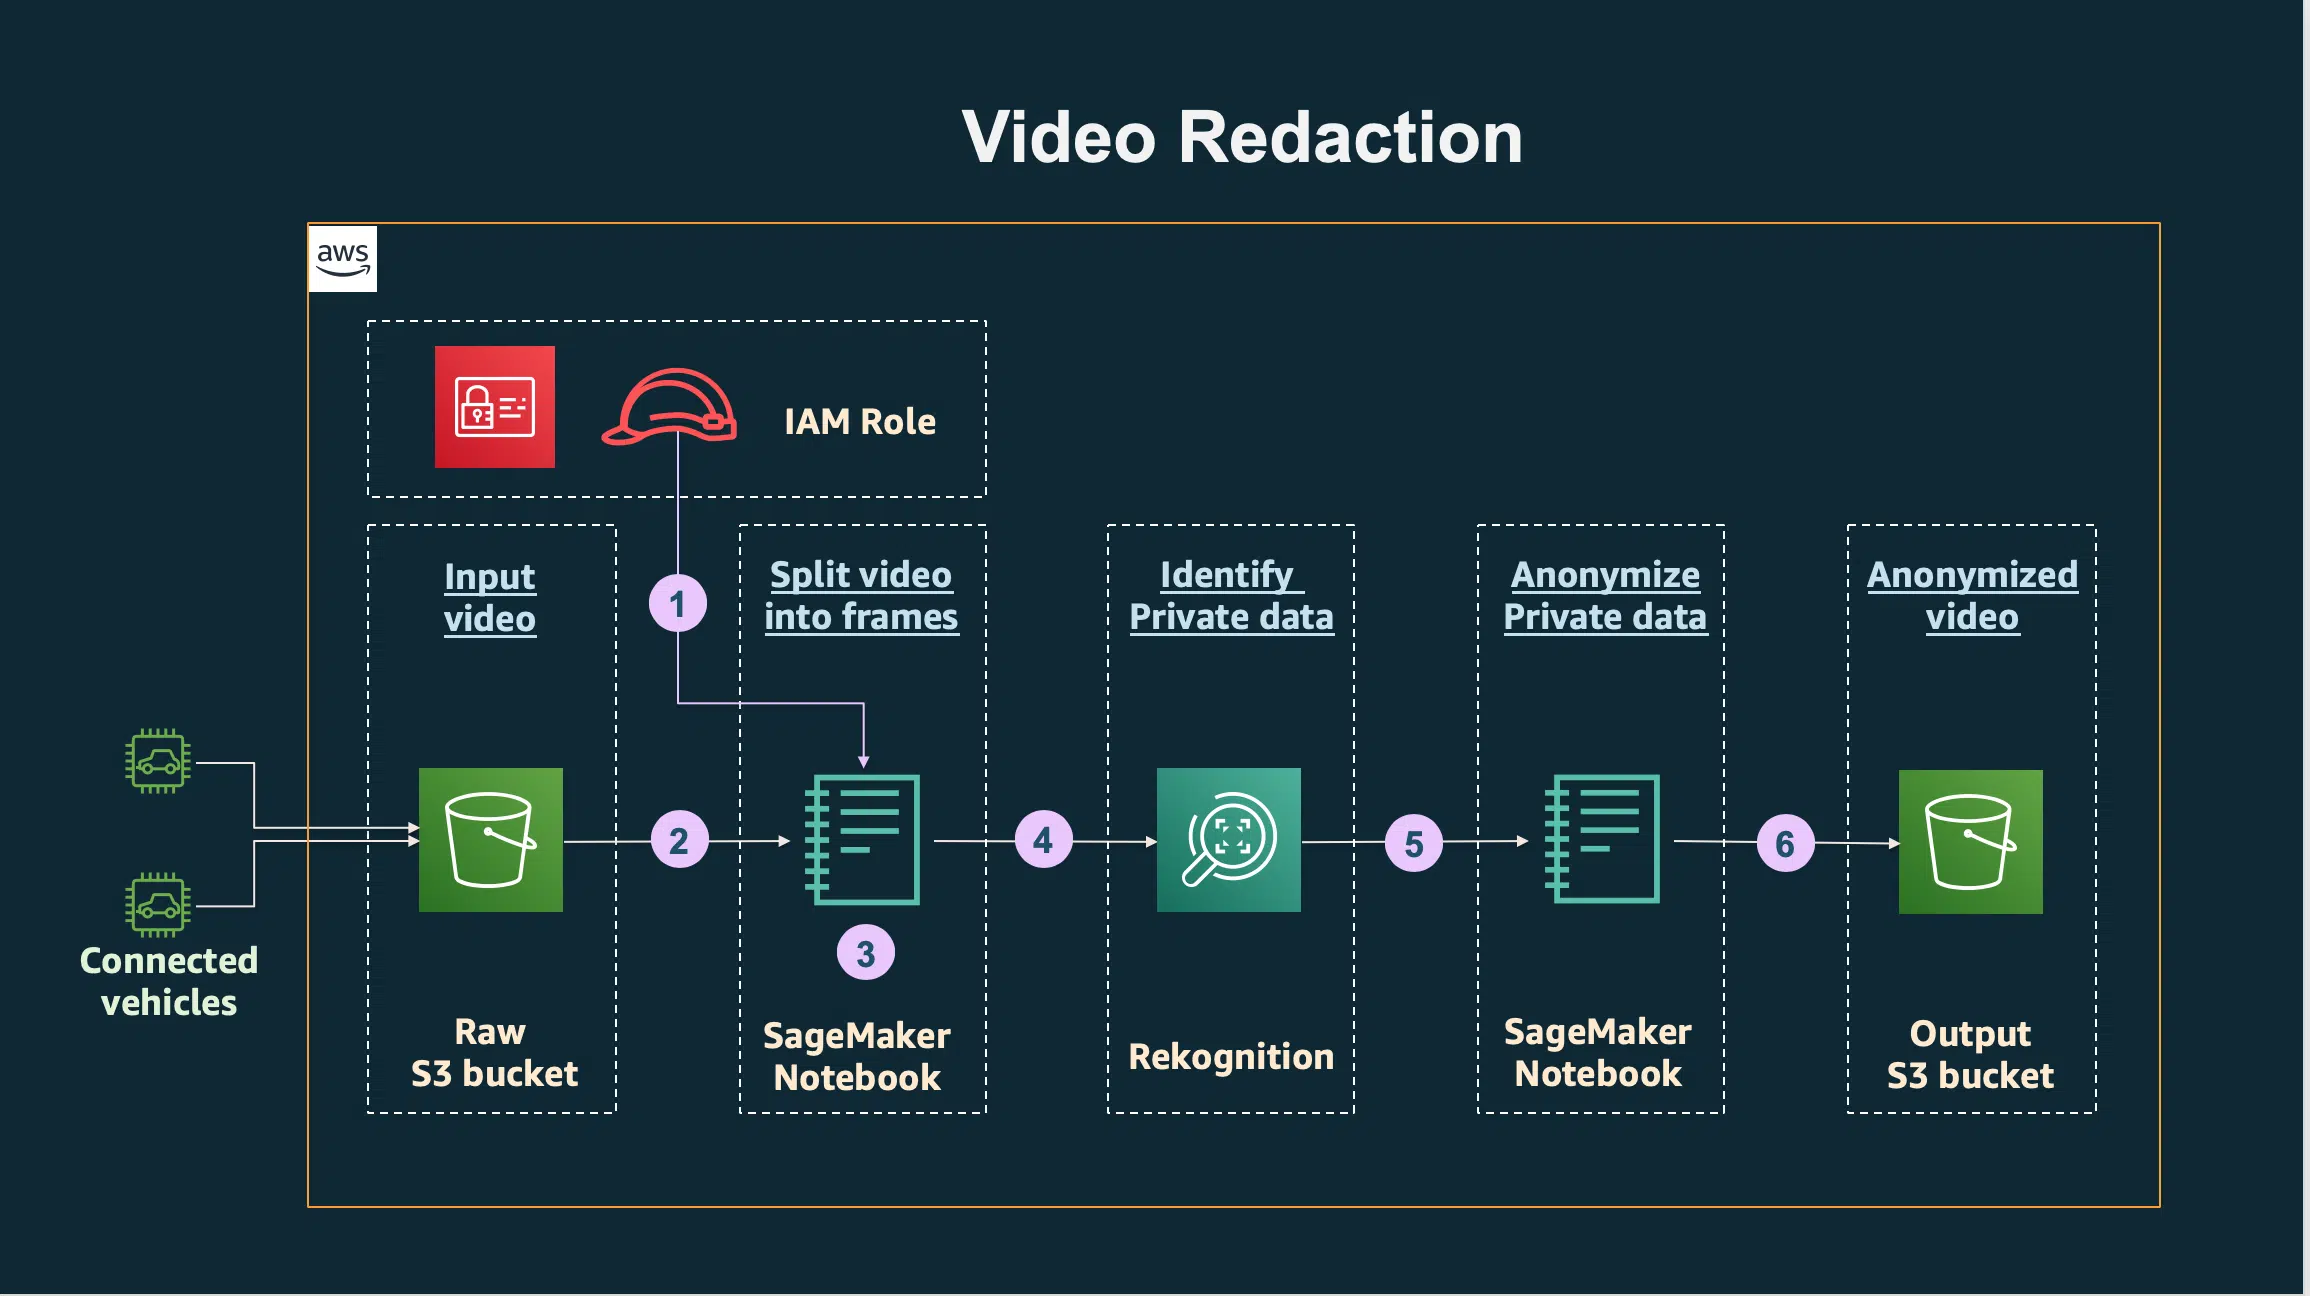 Video Redaction
aws
IAM Role
Input
video
1
Split video
into frames
Identify
Private data
Anonymize
Private data
Anonymized
video
2
3
4
5
6
Connected
vehicles
Raw
S3 bucket
SageMaker
Notebook
Rekognition
SageMaker
Notebook
Output
S3 bucket